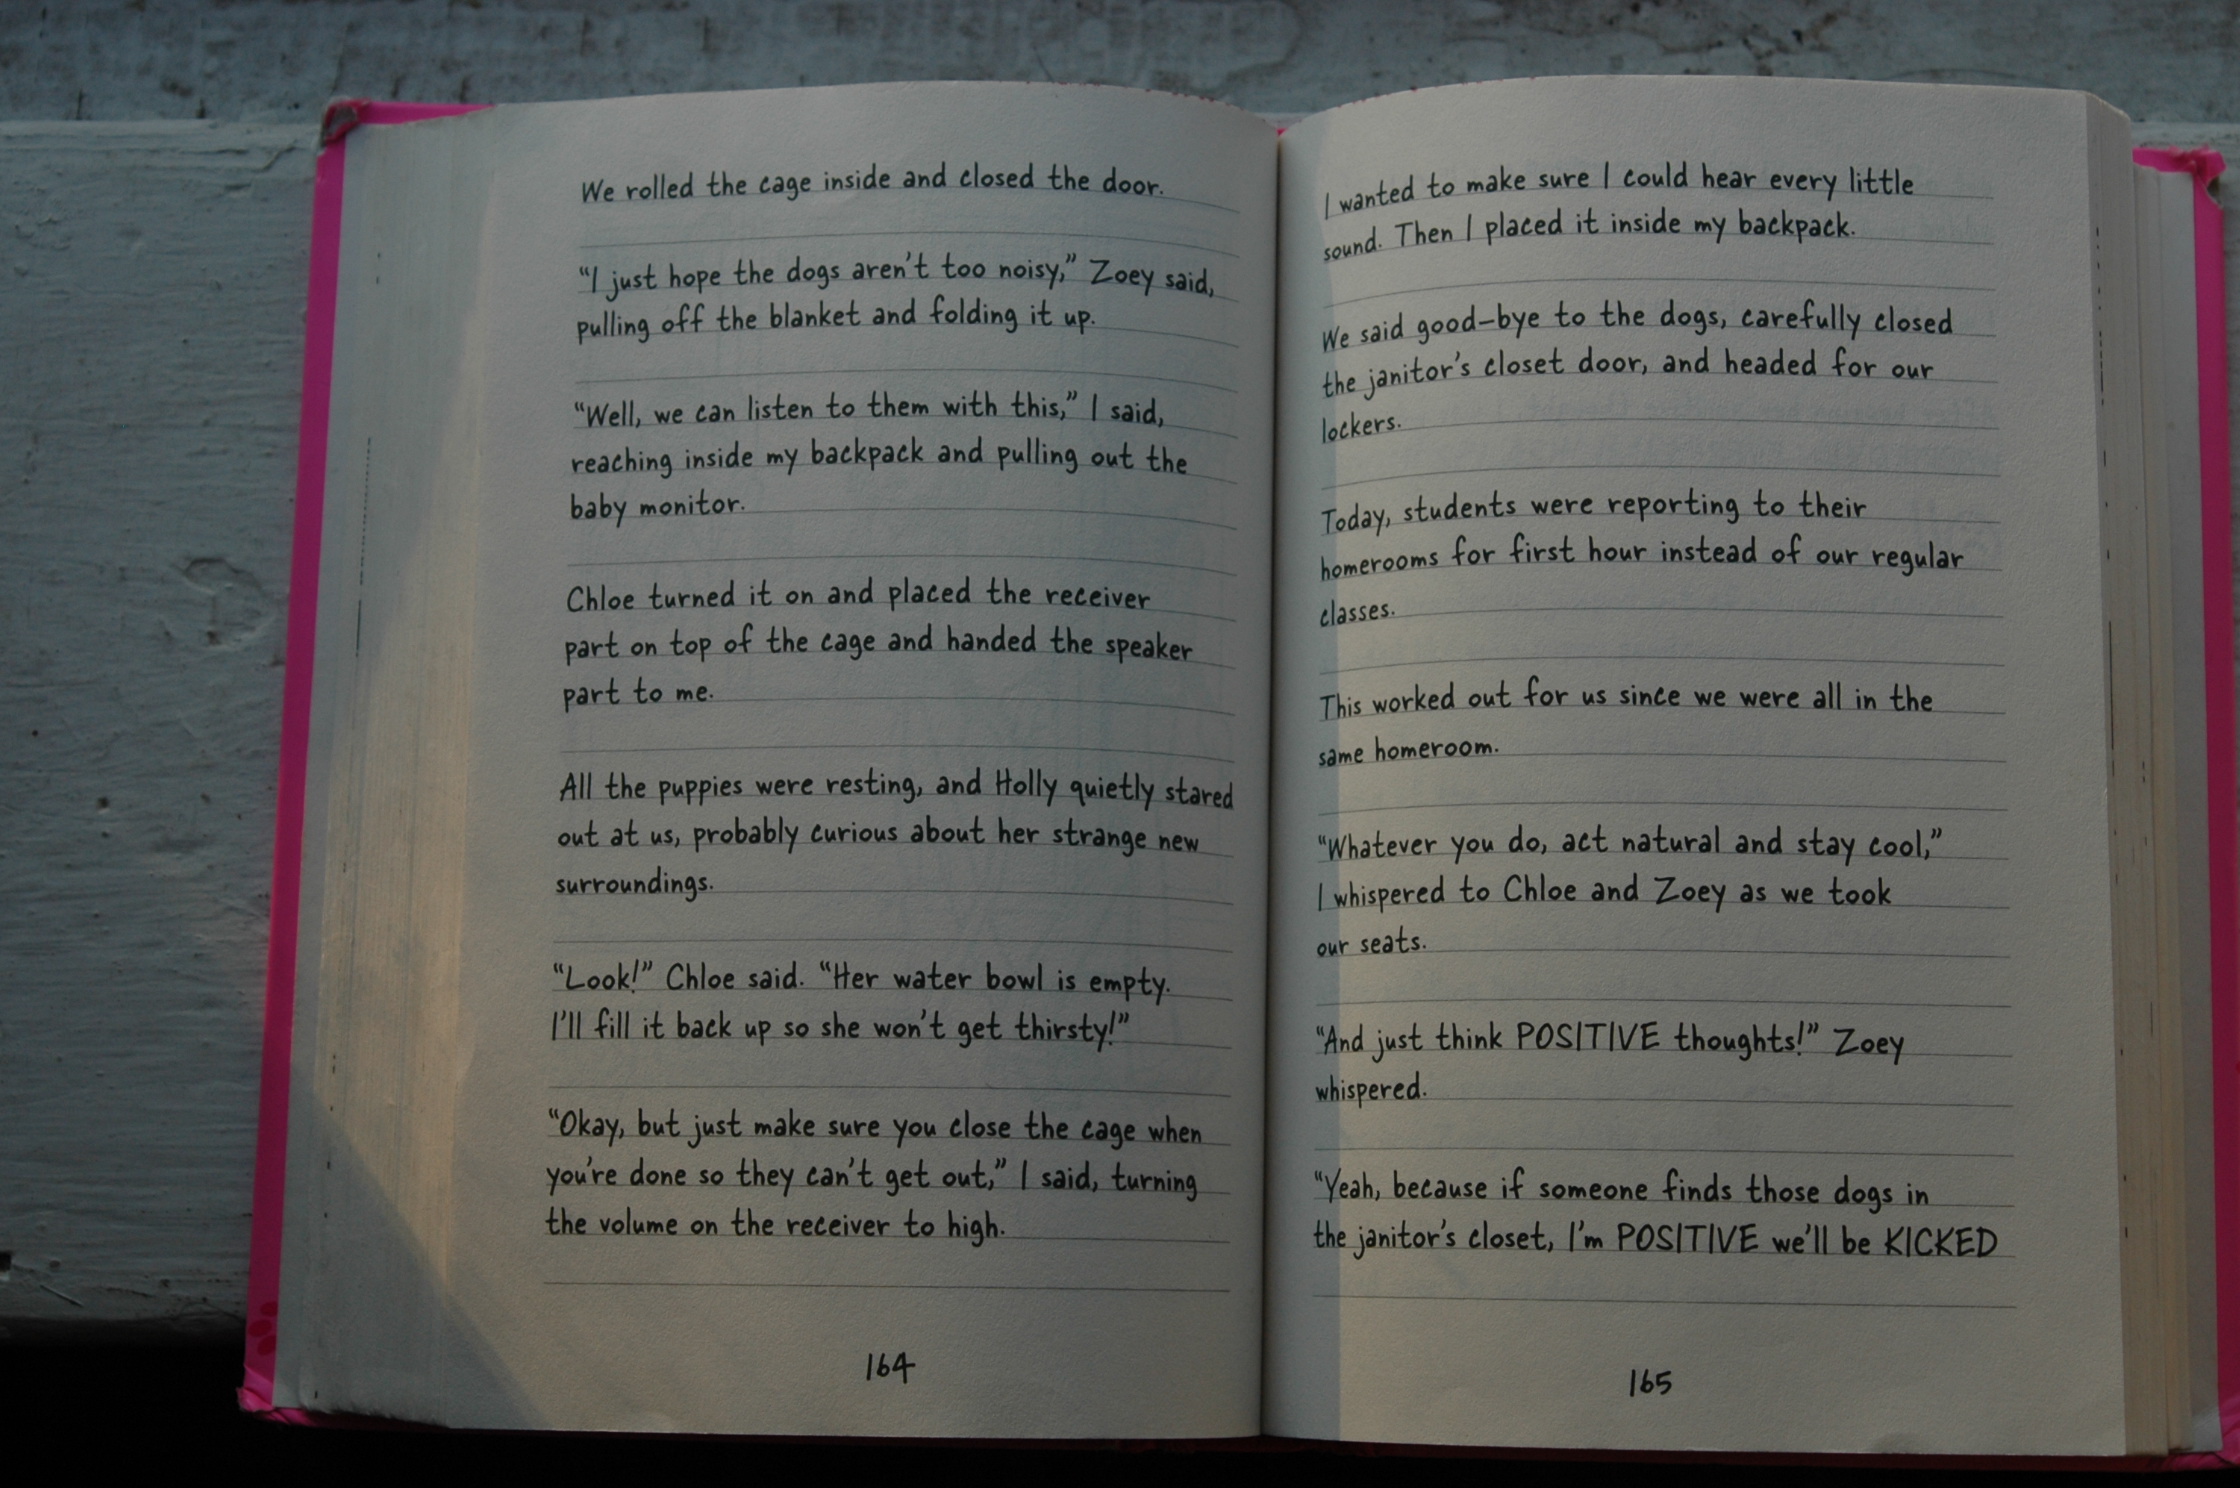 We rolled the cage inside and closed the door.
“I just hope the dogs aren't too noisy,” Zoey said,
pulling off the blanket and folding it up.
“Well, we can listen to them with this,” I said,
reaching inside my backpack and pulling out the
baby monitor.
Chloe turned it on and placed the receiver
part on top of the cage and handed the speaker
part to me.
All the puppies were resting, and Holly quietly stared
out at us, probably curious about her strange new
surroundings.
“Look!” Chloe said. “Her water bowl is empty.
I'll fill it back up so she won't get thirsty!”
“Okay, but just make sure you close the cage when
you're done so they can't get out,” I said, turning
the volume on the receiver to high.
164
I wanted to make sure I could hear every little
sound. Then I placed it inside my backpack.
We said good-bye to the dogs, carefully closed
the janitor's closet door, and headed for our
lockers.
Today, students were reporting to their
homerooms for first hour instead of our regular
classes.
This worked out for us since we were all in the
same homeroom.
“Whatever you do, act natural and stay cool,”
I whispered to Chloe and Zoey as we took
our seats.
“And just think POSITIVE thoughts!” Zoey
whispered.
“Yeah, because if someone finds those dogs in
the janitor's closet, I'm POSITIVE we'll be KICKED
165